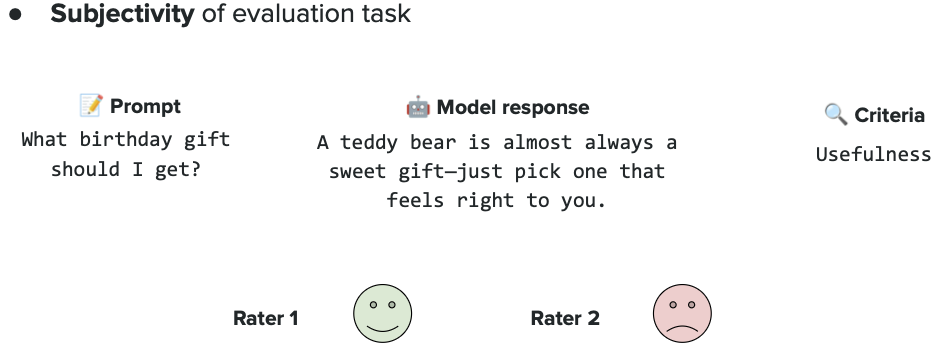 ● Subjectivity of evaluation task
📝 Prompt
What birthday gift
should I get?
🤖 Model response
A teddy bear is almost always a
sweet gift—just pick one that
feels right to you.
🔍 Criteria
Usefulness
Rater 1
Rater 2